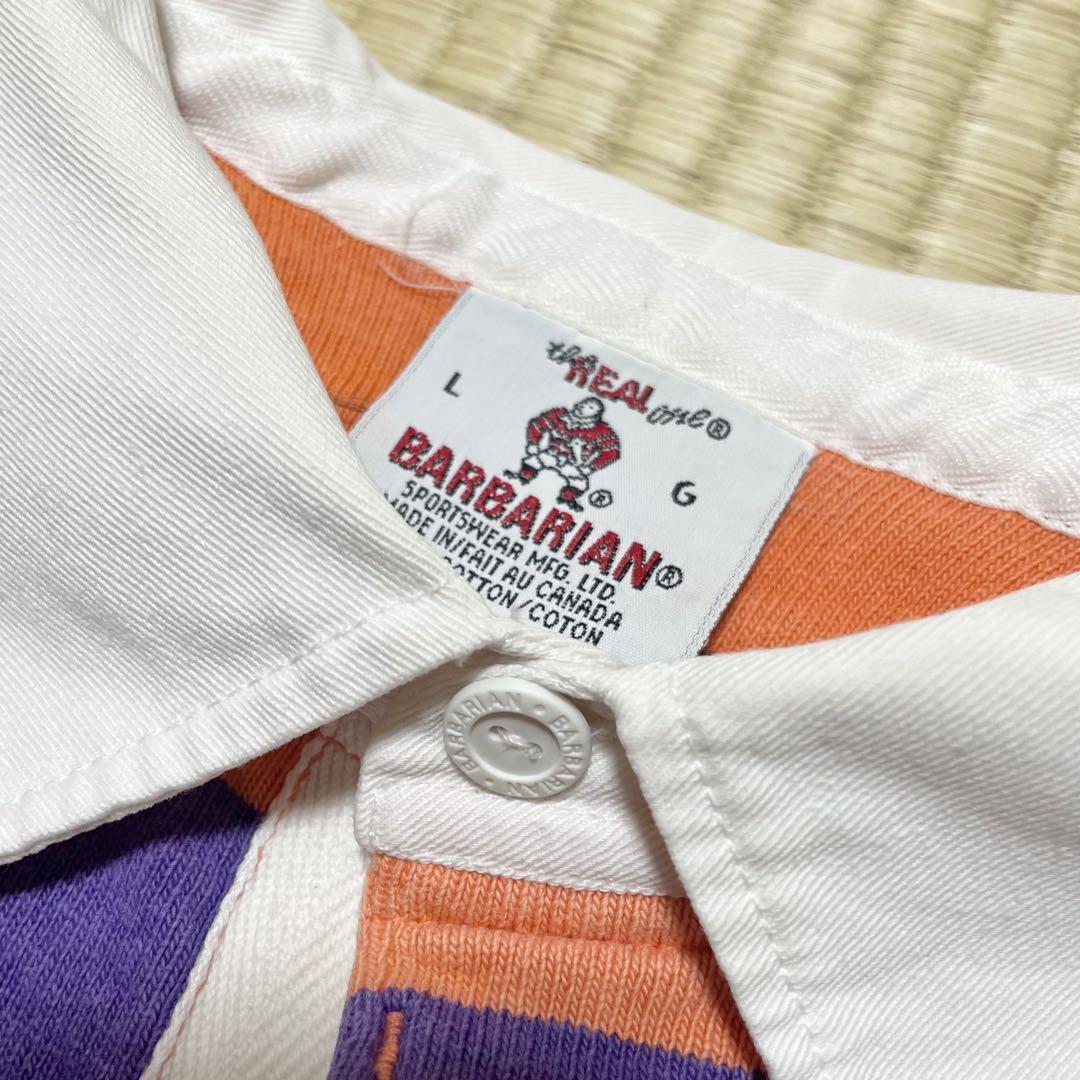 the REAL one®
L
G
®
BARBARIAN®
SPORTSWEAR MFG. LTD.
MADE IN/FAIT AU CANADA
COTTON/COTON
BARBARIAN • BARBARIAN •